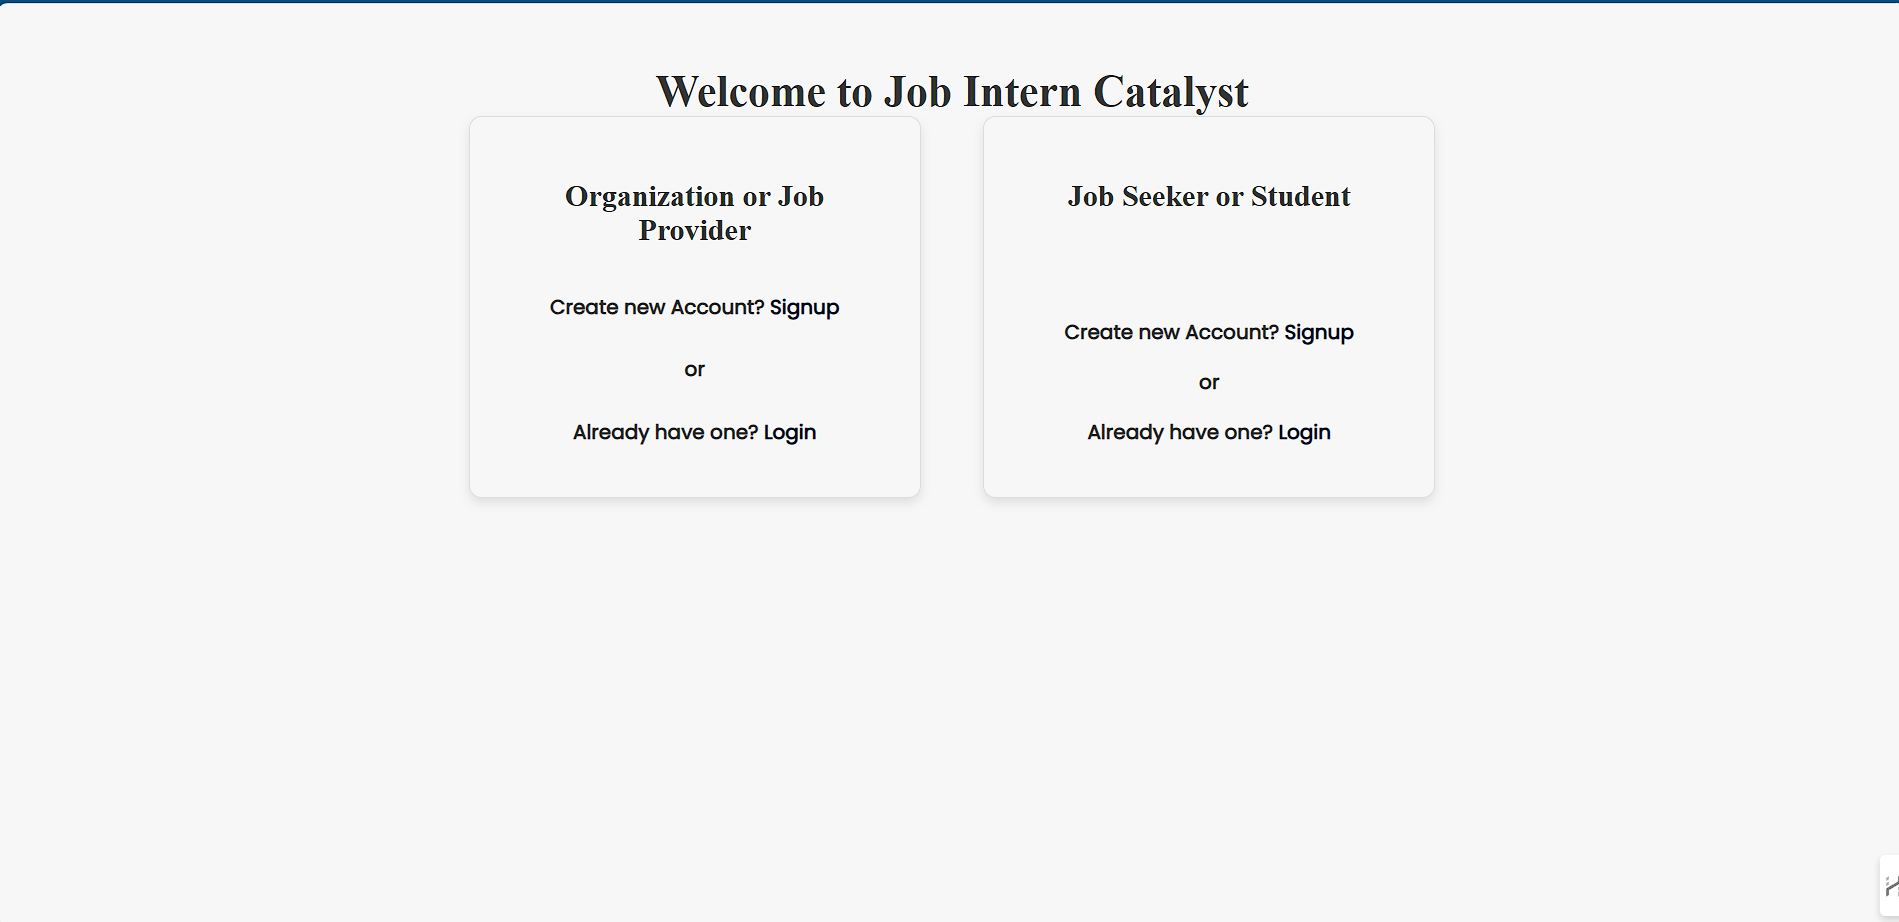 Welcome to Job Intern Catalyst
Organization or Job
Provider
Create new Account? Signup
or
Already have one? Login
Job Seeker or Student
Create new Account? Signup
or
Already have one? Login